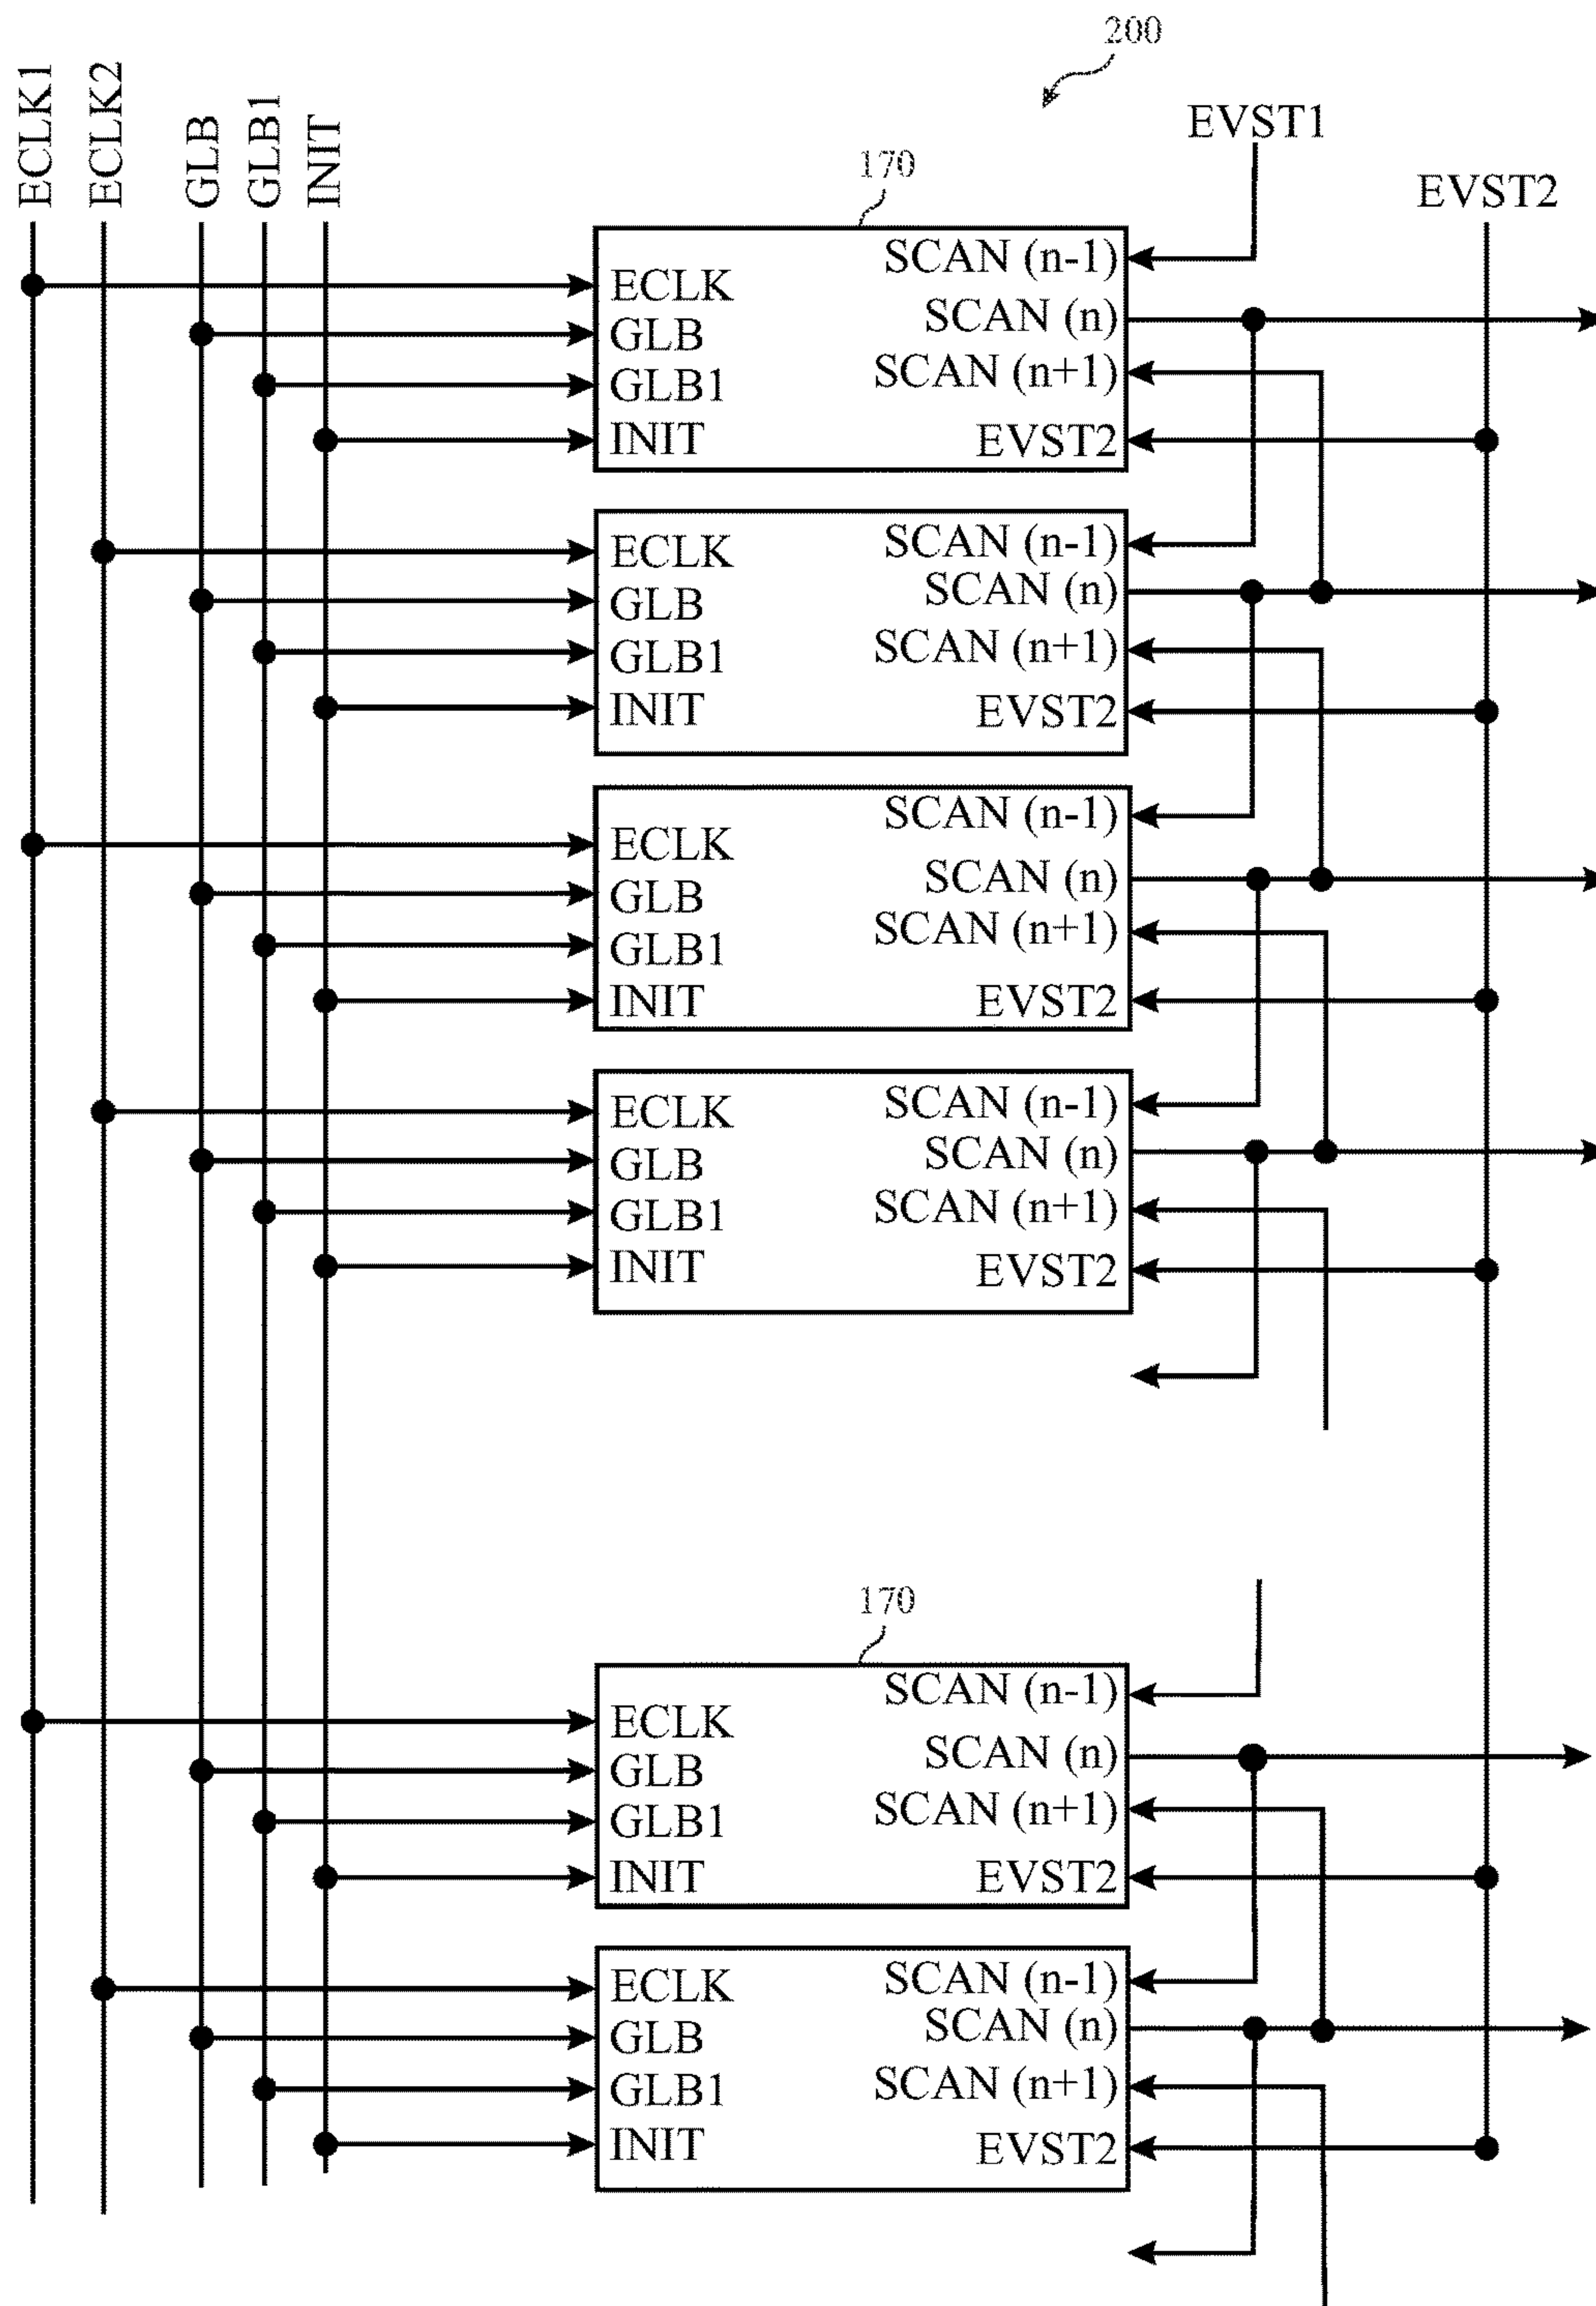 200
ECLK1
ECLK2
GLB
GLB1
INIT
EVST1
EVST2
170
SCAN (n-1)
ECLK
SCAN (n)
GLB
SCAN (n+1)
GLB1
INIT
EVST2
SCAN (n-1)
ECLK
SCAN (n)
GLB
SCAN (n+1)
GLB1
INIT
EVST2
SCAN (n-1)
ECLK
SCAN (n)
GLB
SCAN (n+1)
GLB1
INIT
EVST2
SCAN (n-1)
ECLK
SCAN (n)
GLB
SCAN (n+1)
GLB1
INIT
EVST2
170
SCAN (n-1)
ECLK
SCAN (n)
GLB
SCAN (n+1)
GLB1
INIT
EVST2
SCAN (n-1)
ECLK
SCAN (n)
GLB
SCAN (n+1)
GLB1
INIT
EVST2